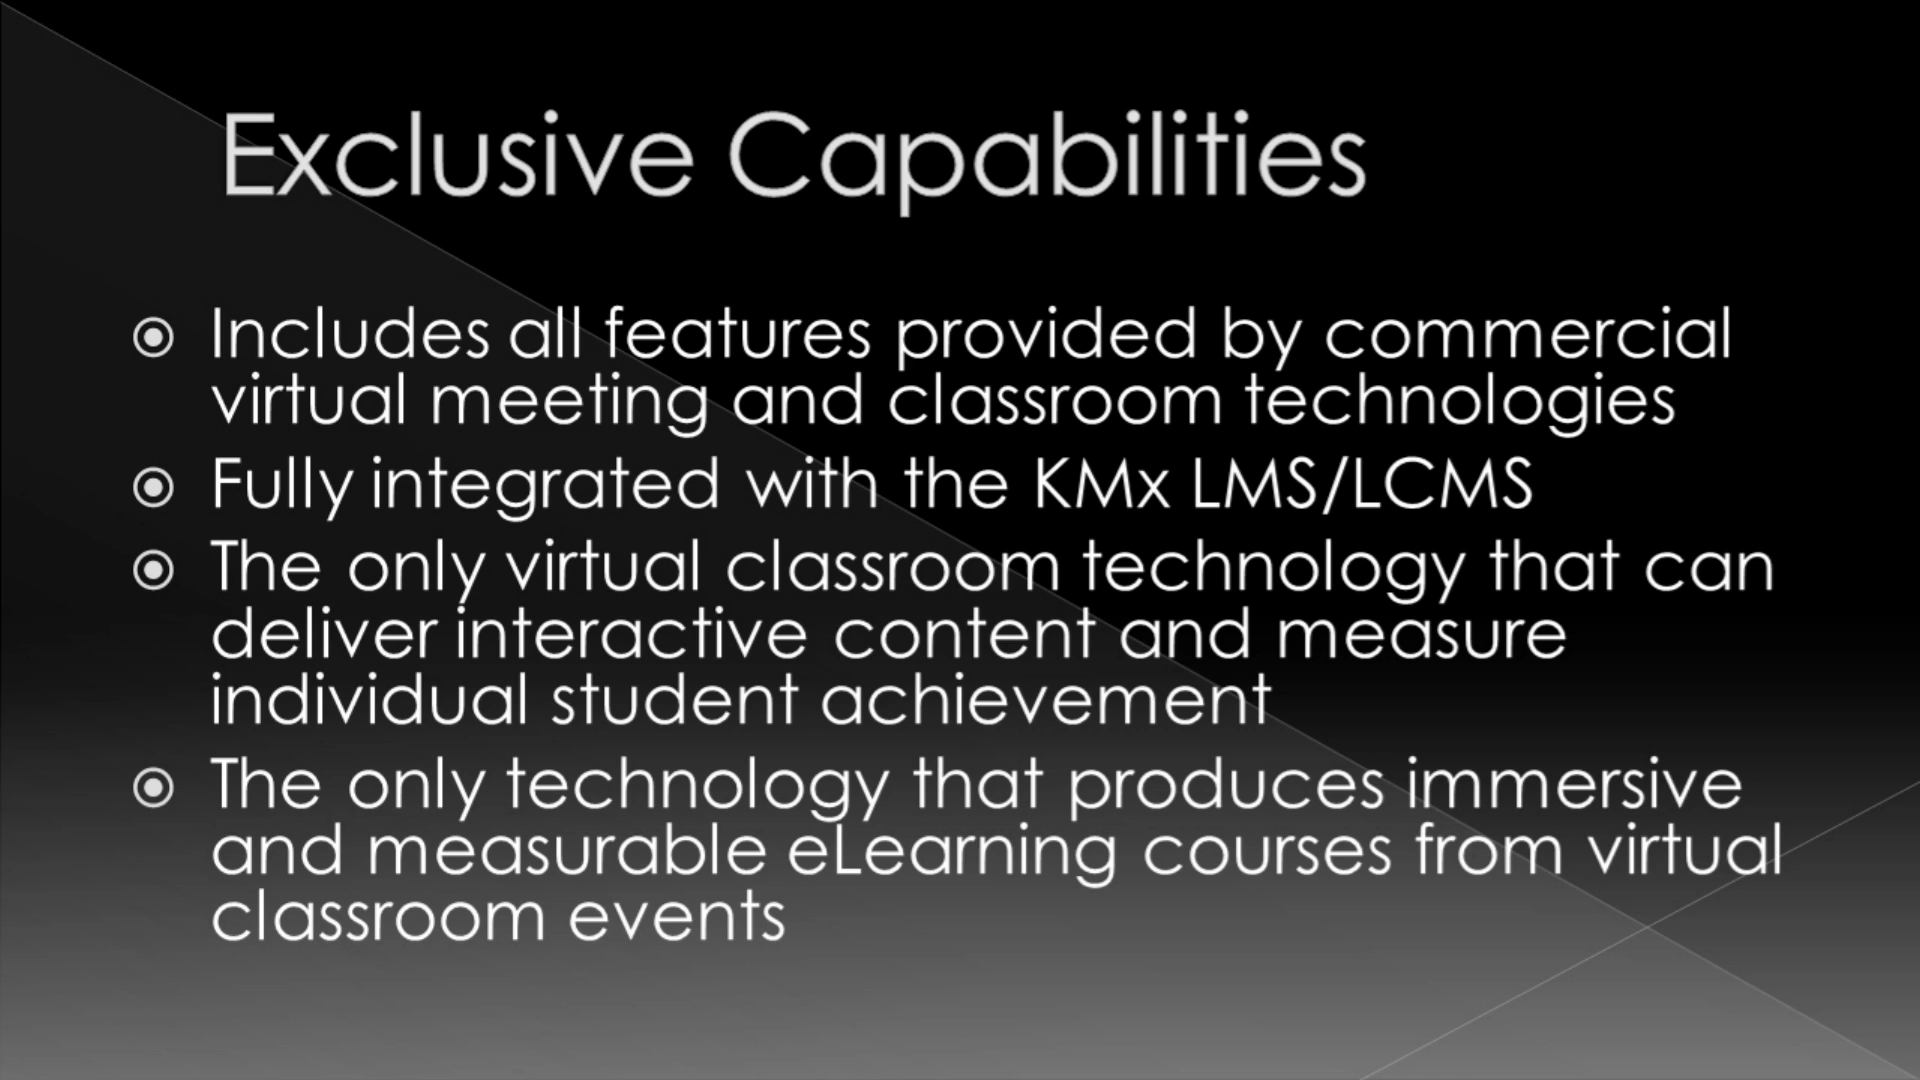 Exclusive Capabilities
Includes all features provided by commercial
virtual meeting and classroom technologies
Fully integrated with the KMx LMS/LCMS
The only virtual classroom technology that can
deliver interactive content and measure
individual student achievement
The only technology that produces immersive
and measurable eLearning courses from virtual
classroom events